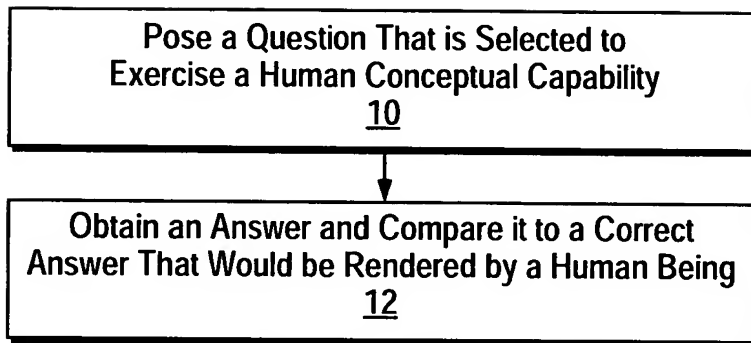 Pose a Question That is Selected to
Exercise a Human Conceptual Capability
10
Obtain an Answer and Compare it to a Correct
Answer That Would be Rendered by a Human Being
12